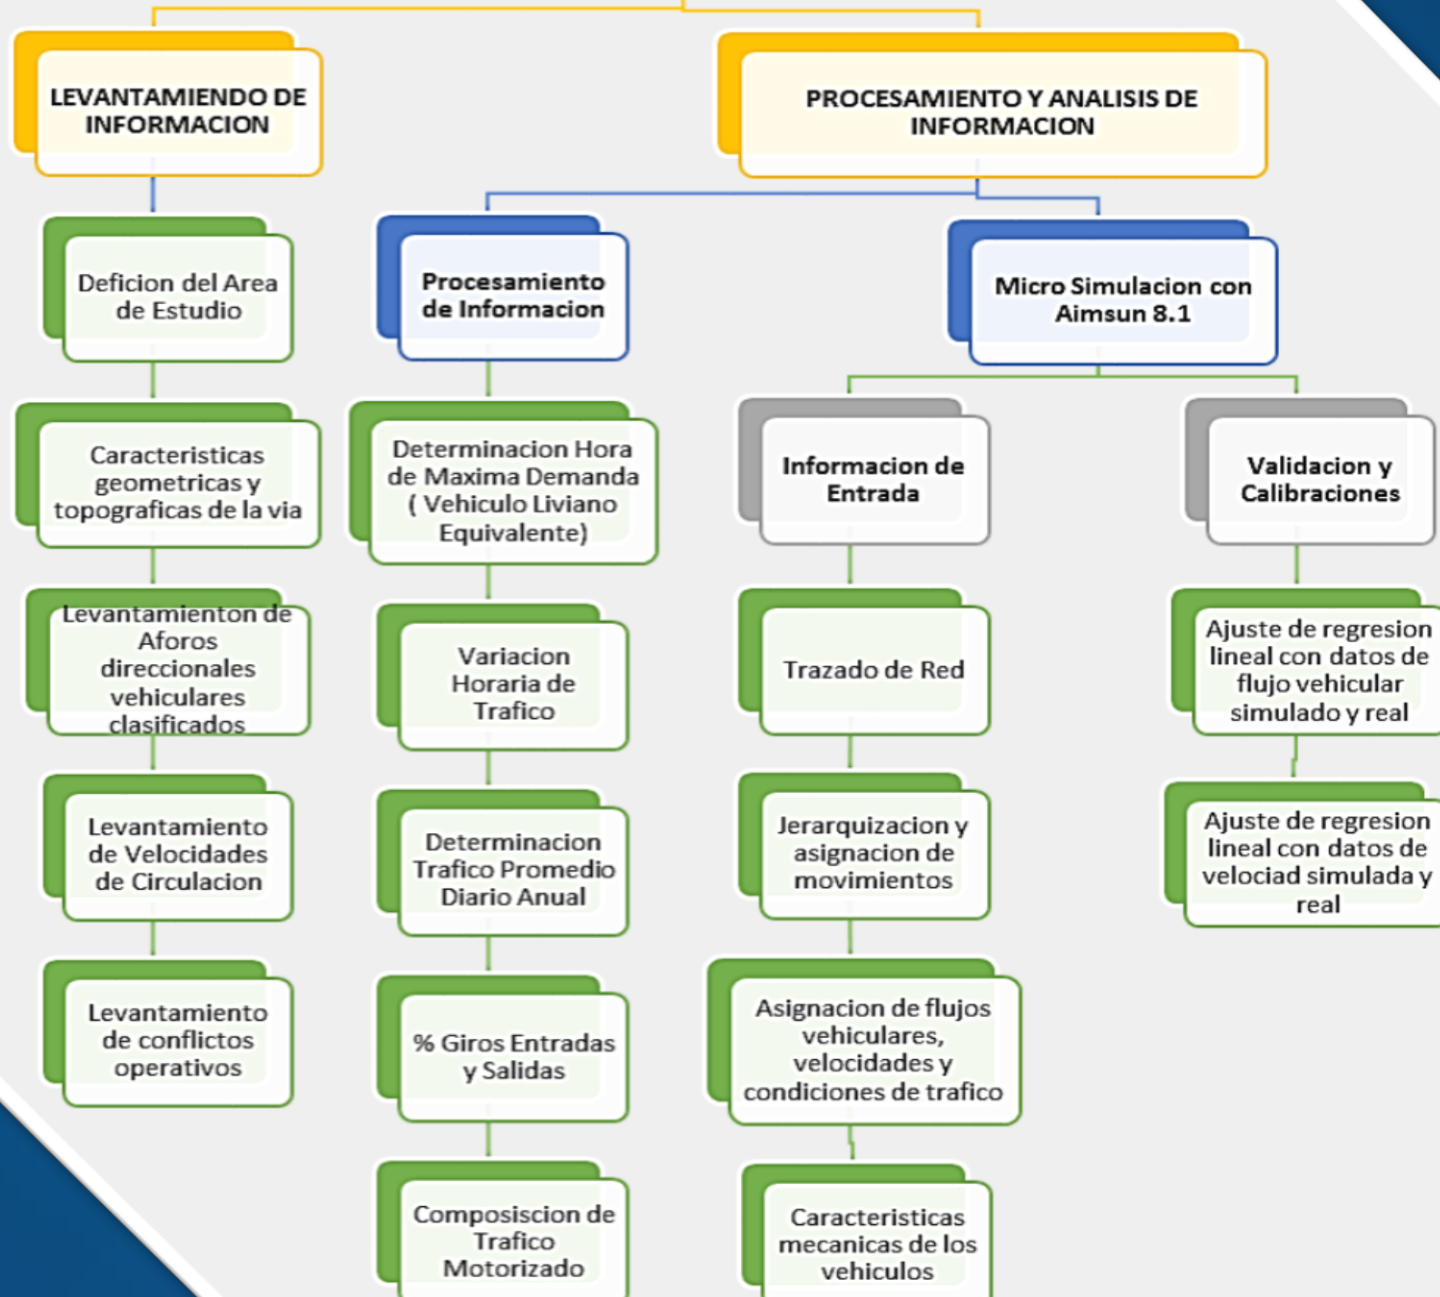 LEVANTAMIENDO DE
INFORMACION
PROCESAMIENTO Y ANALISIS DE
INFORMACION
Deficion del Area
de Estudio
Caracteristicas
geometricas y
topograficas de la via
Levantamienton de
Aforos
direccionales
vehiculares
clasificados
Levantamiento
de Velocidades
de Circulacion
Levantamiento
de conflictos
operativos
Procesamiento
de Informacion
Determinacion Hora
de Maxima Demanda
( Vehiculo Liviano
Equivalente)
Variacion
Horaria de
Trafico
Determinacion
Trafico Promedio
Diario Anual
% Giros Entradas
y Salidas
Composiscion de
Trafico
Motorizado
Micro Simulacion con
Aimsun 8.1
Informacion de
Entrada
Trazado de Red
Jerarquizacion y
asignacion de
movimientos
Asignacion de flujos
vehiculares,
velocidades y
condiciones de trafico
Caracteristicas
mecanicas de los
vehiculos
Validacion y
Calibraciones
Ajuste de regresion
lineal con datos de
flujo vehicular
simulado y real
Ajuste de regresion
lineal con datos de
velociad simulada y
real